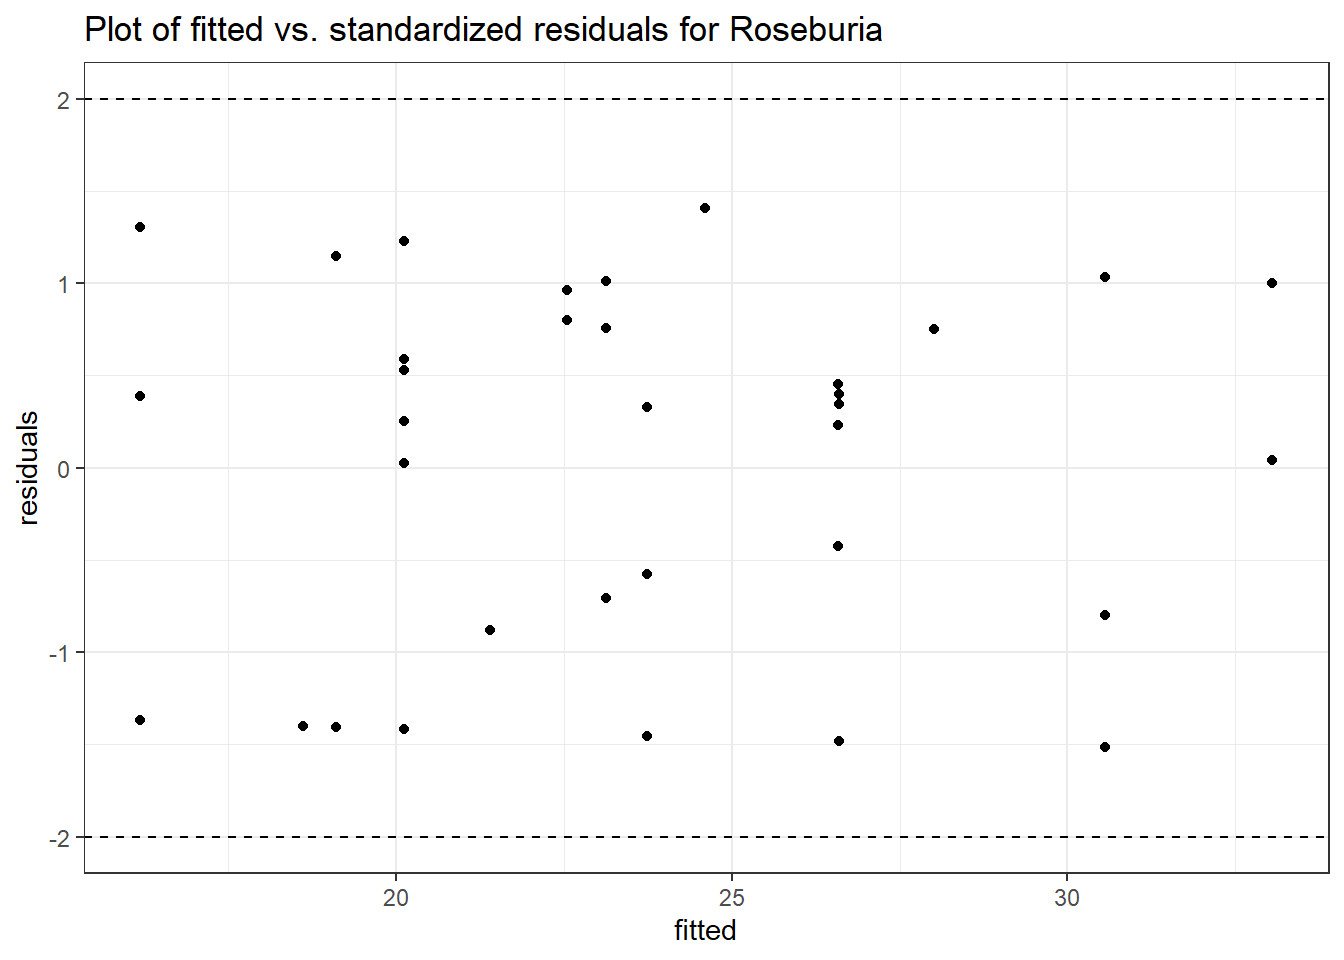 Plot of fitted vs. standardized residuals for Roseburia
2
1
0
-1
-2
residuals
20
25
30
fitted